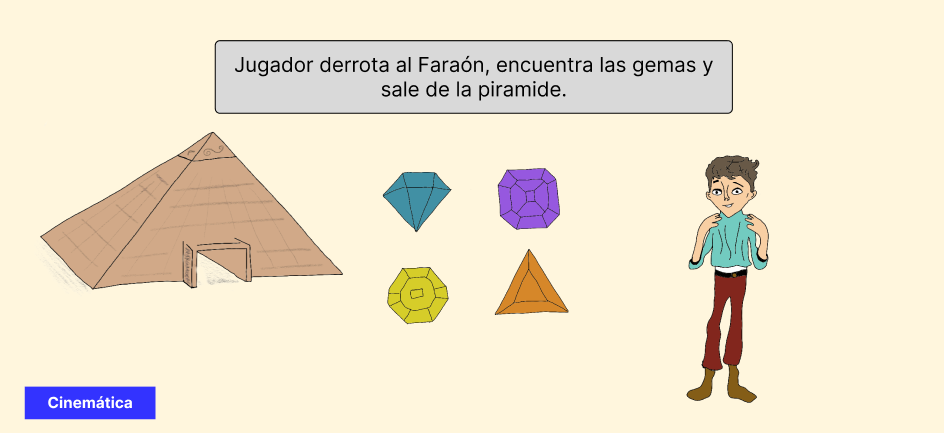 Jugador derrota al Faraón, encuentra las gemas y
sale de la piramide.
Cinemática